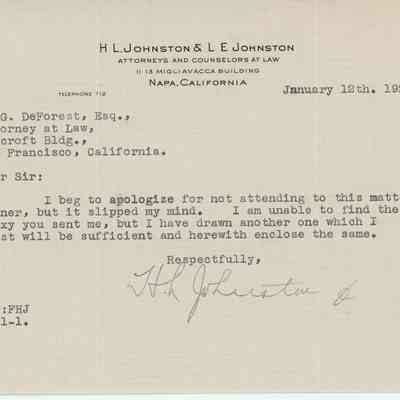 H L. JOHNSTON & L E JOHNSTON
ATTORNEYS AND COUNSELORS AT LAW
11-13 MIGLIAVACCA BUILDING
NAPA, CALIFORNIA
TELEPHONE 712
January 12th. 19
G. DeForest, Esq.,
orney at Law,
croft Bldg.,
Francisco, California.
r Sir:
I beg to apologize for not attending to this matt
ner, but it slipped my mind. I am unable to find the
xy you sent me, but I have drawn another one which I
st will be sufficient and herewith enclose the same.
Respectfully,
H L Johnston
:FHJ
l-1.